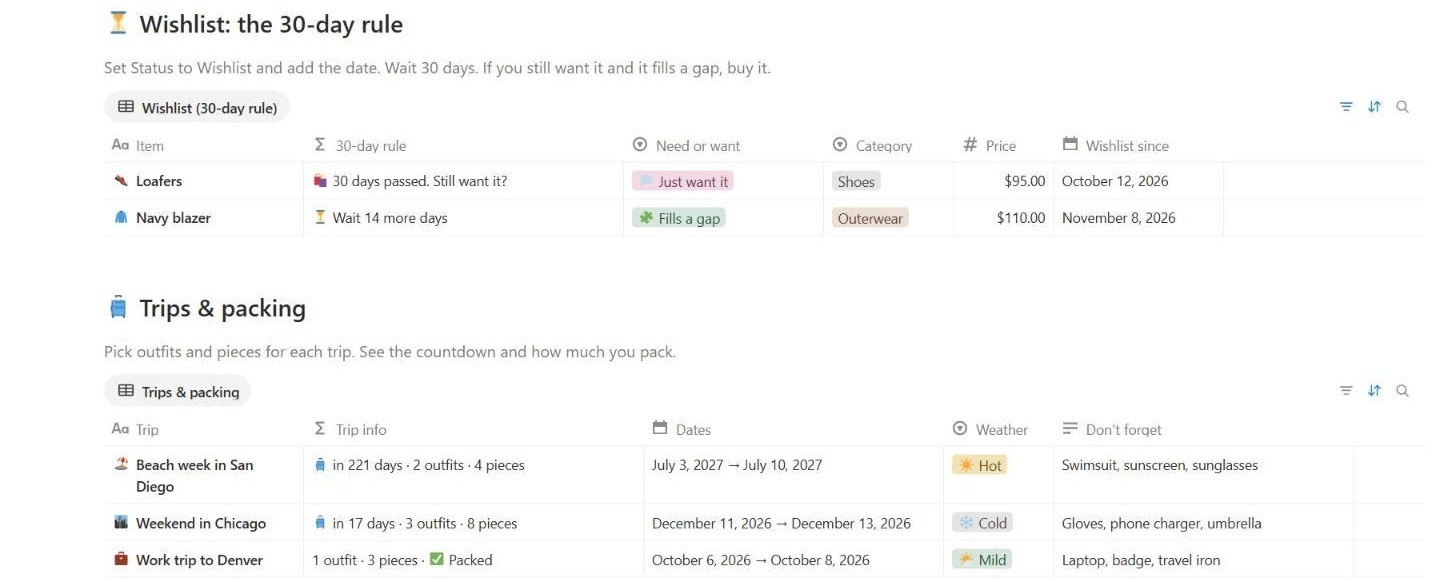 Wishlist: the 30-day rule
Set Status to Wishlist and add the date. Wait 30 days. If you still want it and it fills a gap, buy it.
Wishlist (30-day rule)
Aa Item 30-day rule Need or want Category # Price Wishlist since
Loafers 30 days passed. Still want it? Just want it Shoes $95.00 October 12, 2026
Navy blazer Wait 14 more days Fills a gap Outerwear $110.00 November 8, 2026
Trips & packing
Pick outfits and pieces for each trip. See the countdown and how much you pack.
Trips & packing
Aa Trip Trip info Dates Weather Don't forget
Beach week in San in 221 days · 2 outfits · 4 pieces July 3, 2027 → July 10, 2027 Hot Swimsuit, sunscreen, sunglasses
Diego
Weekend in Chicago in 17 days · 3 outfits · 8 pieces December 11, 2026 → December 13, 2026 Cold Gloves, phone charger, umbrella
Work trip to Denver 1 outfit · 3 pieces · ✅ Packed October 6, 2026 → October 8, 2026 Mild Laptop, badge, travel iron